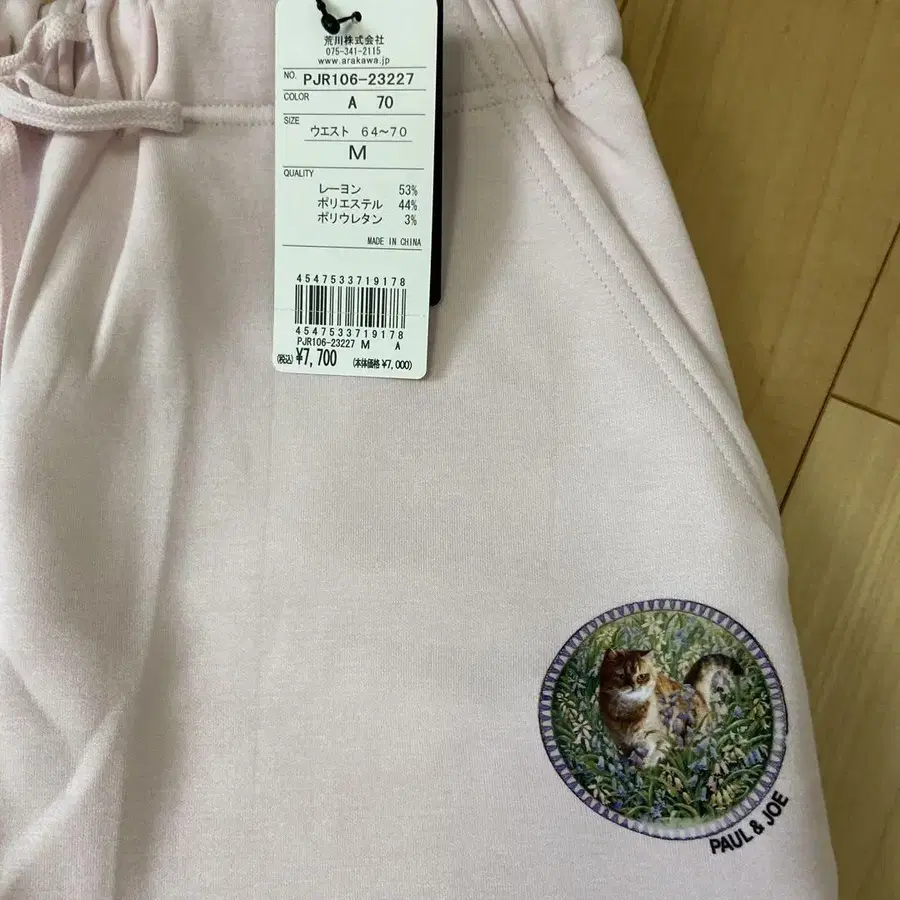 荒川株式会社
075-341-2115
www.arakawa.jp
NO. PJR106-23227
COLOR A 70
SIZE ウエスト 64~70
M
QUALITY
レーヨン 53%
ポリエステル 44%
ポリウレタン 3%
MADE IN CHINA
4547533719178
4547533719178
PJR106-23227 M A
(税込) ¥7,700 (本体価格 ¥7,000)
PAUL & JOE